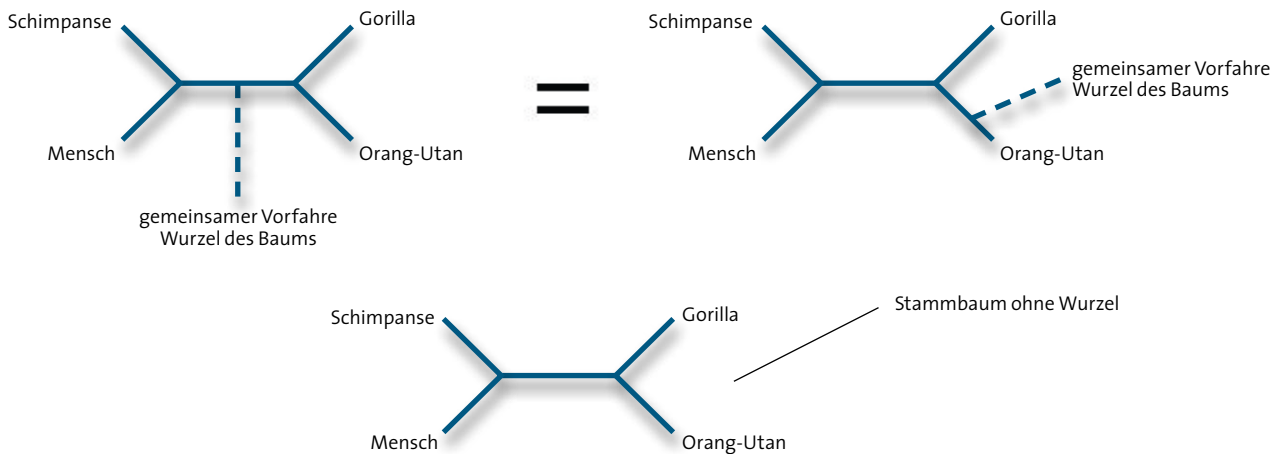 Schimpanse
Gorilla
Mensch
Orang-Utan
gemeinsamer Vorfahre
Wurzel des Baums
=
Schimpanse
Gorilla
gemeinsamer Vorfahre
Wurzel des Baums
Mensch
Orang-Utan
Schimpanse
Gorilla
Stammbaum ohne Wurzel
Mensch
Orang-Utan